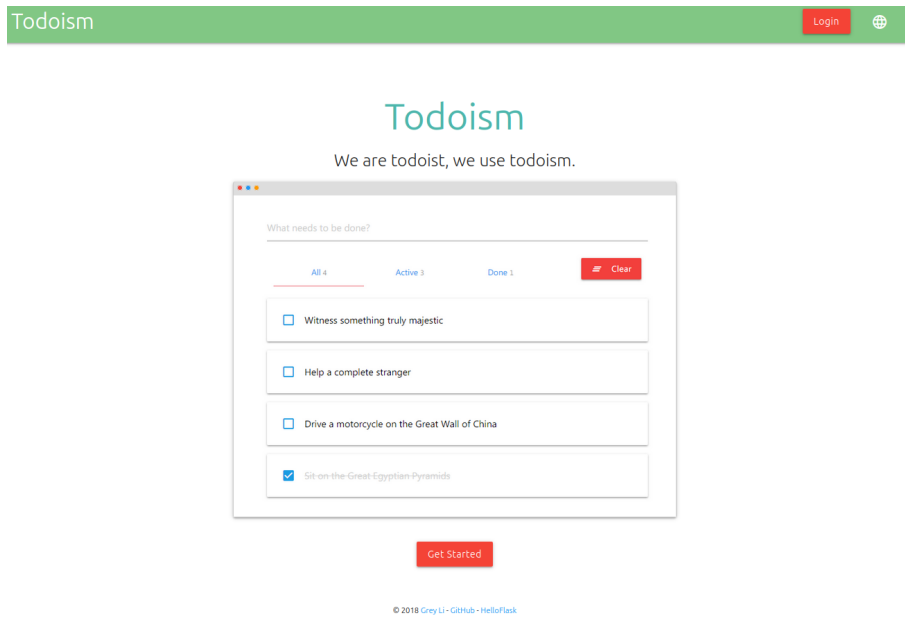 Todoism
Login
Todoism
We are todoist, we use todoism.
What needs to be done?
All 4 Active 3 Done 1 Clear
Witness something truly majestic
Help a complete stranger
Drive a motorcycle on the Great Wall of China
Sit on the Great Egyptian Pyramids
Get Started
© 2018 Grey Li - GitHub - HelloFlask